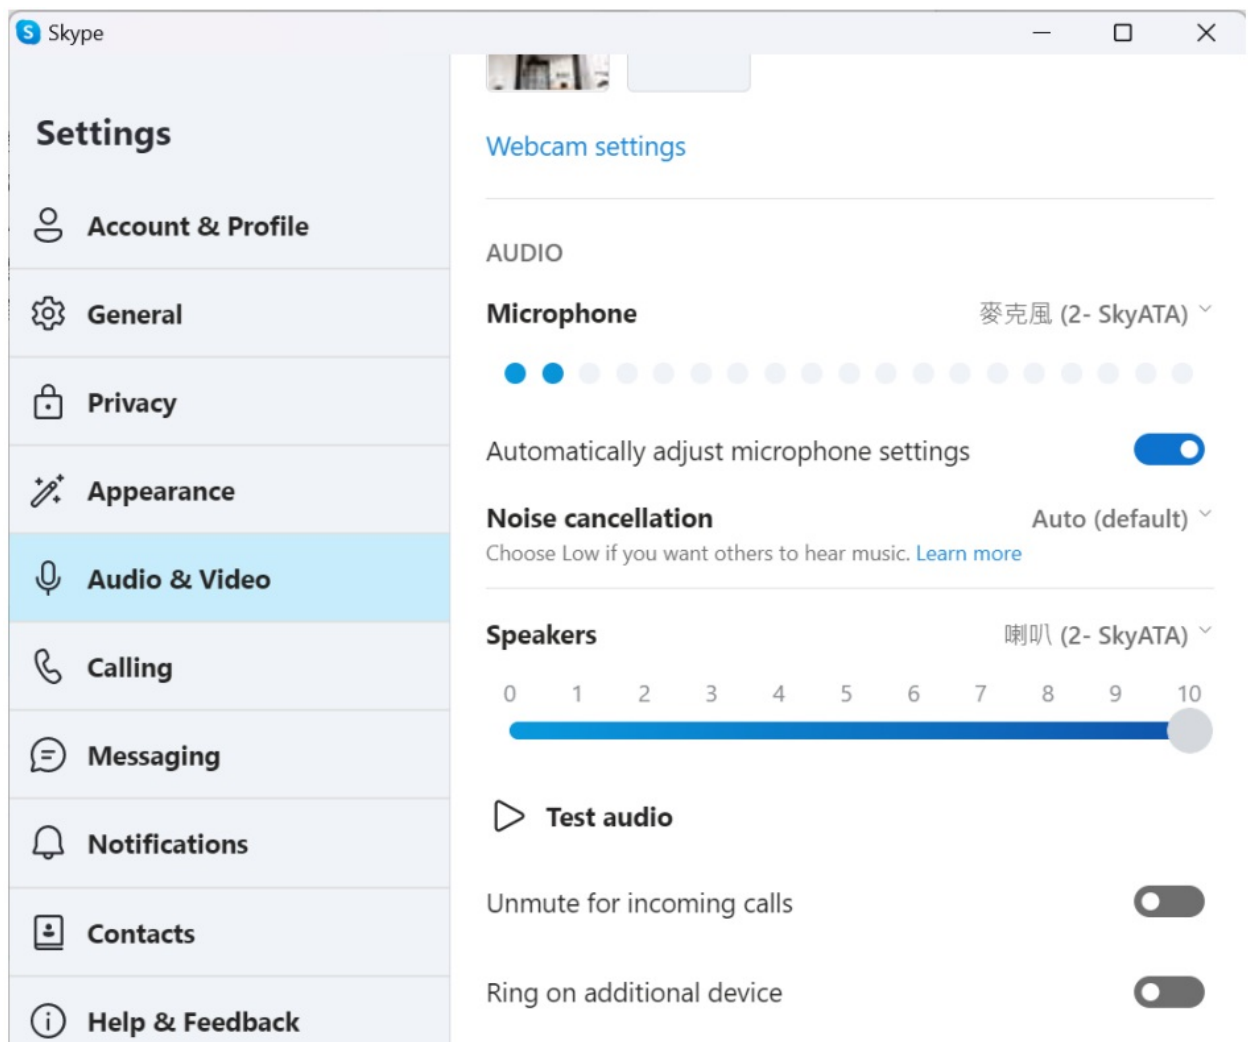 Skype
Settings
Account & Profile
General
Privacy
Appearance
Audio & Video
Calling
Messaging
Notifications
Contacts
Help & Feedback
Webcam settings
AUDIO
Microphone 麥克風 (2- SkyATA)
Automatically adjust microphone settings
Noise cancellation Auto (default)
Choose Low if you want others to hear music. Learn more
Speakers 喇叭 (2- SkyATA)
0 1 2 3 4 5 6 7 8 9 10
Test audio
Unmute for incoming calls
Ring on additional device